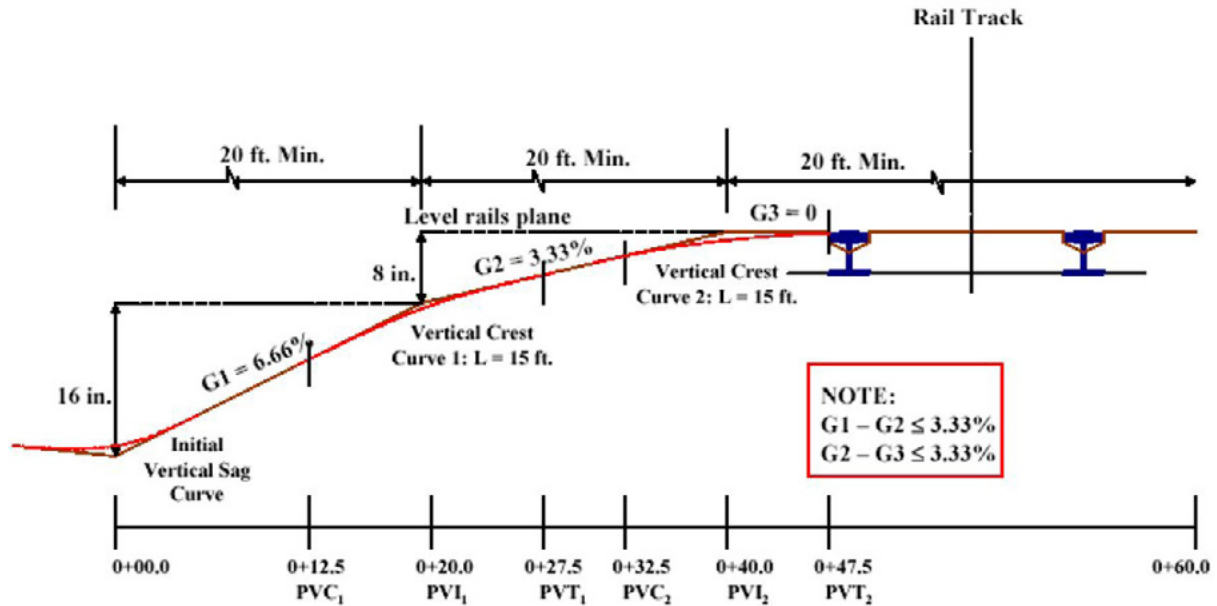 Rail Track
20 ft. Min.
20 ft. Min.
20 ft. Min.
Level rails plane
G3 = 0
8 in.
G2 = 3.33%
Vertical Crest
Curve 2: L = 15 ft.
Vertical Crest
Curve 1: L = 15 ft.
G1 = 6.66%
16 in.
Initial
Vertical Sag
Curve
NOTE:
G1 – G2 ≤ 3.33%
G2 – G3 ≤ 3.33%
0+00.0
0+12.5
PVC₁
0+20.0
PVI₁
0+27.5
PVT₁
0+32.5
PVC₂
0+40.0
PVI₂
0+47.5
PVT₂
0+60.0